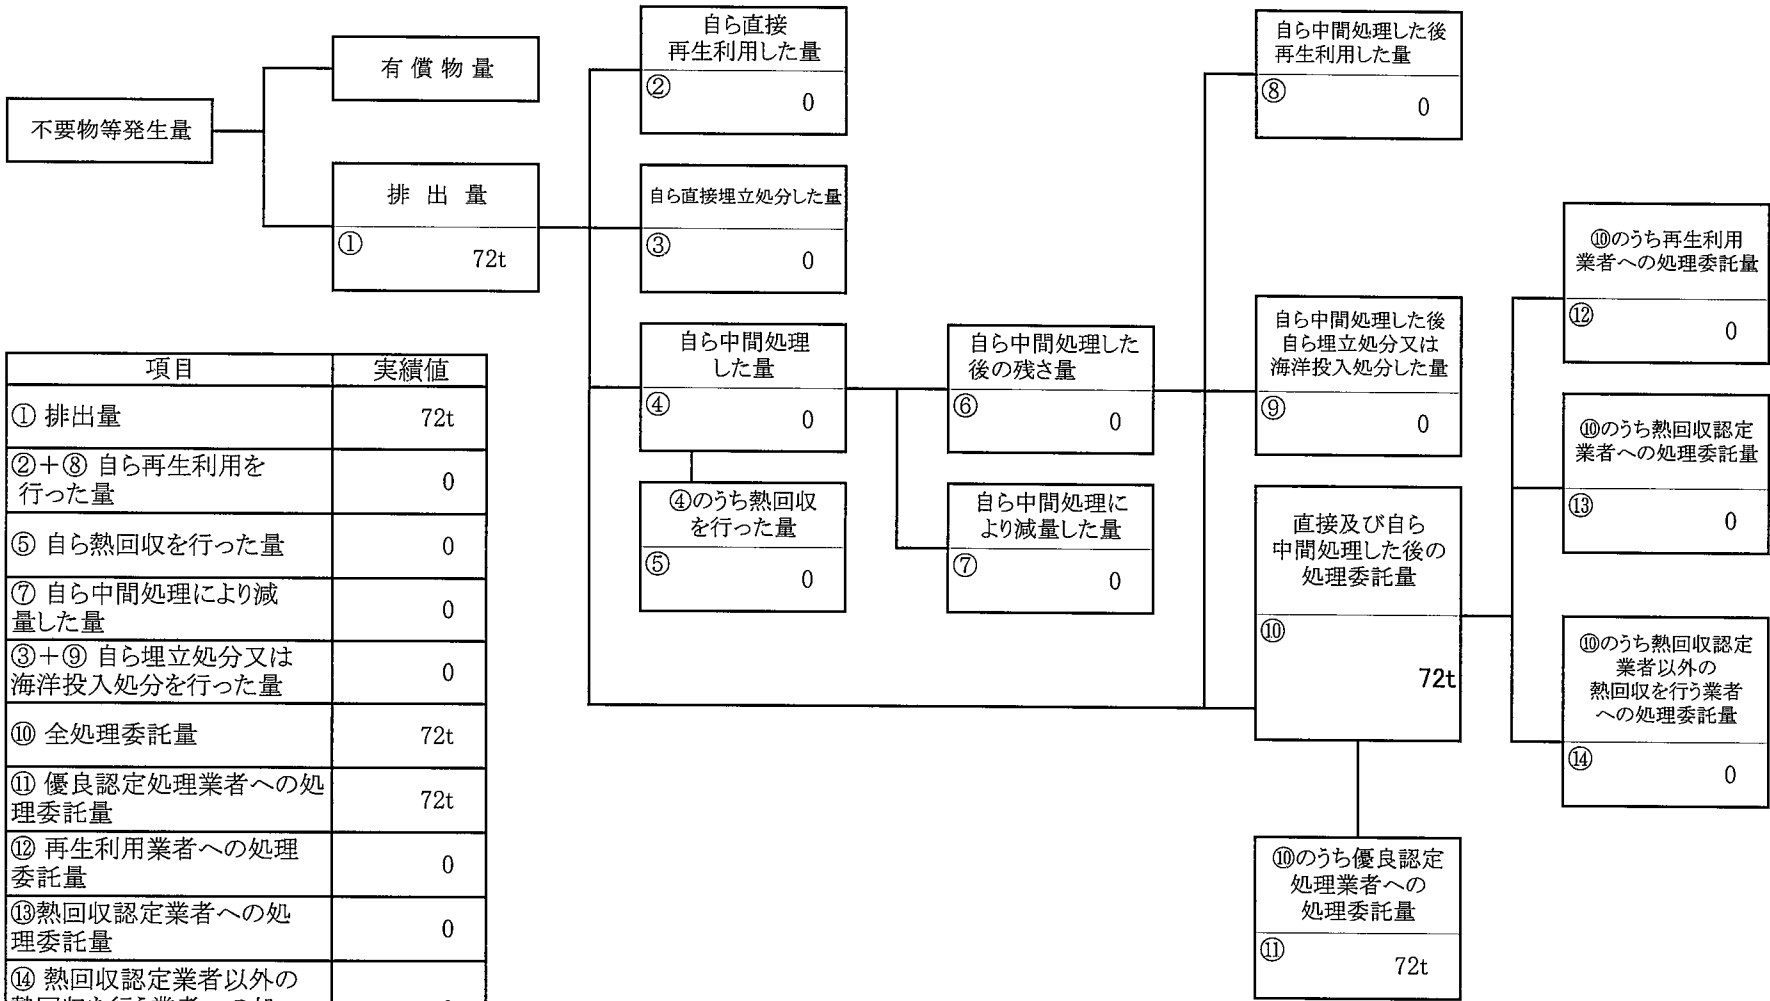 不要物等発生量
有償物量
排出量
①
72t
自ら直接
再生利用した量
②
0
自ら直接埋立処分した量
③
0
自ら中間処理
した量
④
0
④のうち熱回収
を行った量
⑤
0
自ら中間処理した
後の残さ量
⑥
0
自ら中間処理に
より減量した量
⑦
0
自ら中間処理した後
再生利用した量
⑧
0
自ら中間処理した後
自ら埋立処分又は
海洋投入処分した量
⑨
0
直接及び自ら
中間処理した後の
処理委託量
⑩
72t
⑩のうち優良認定
処理業者への
処理委託量
⑪
72t
⑩のうち再生利用
業者への処理委託量
⑫
0
⑩のうち熱回収認定
業者への処理委託量
⑬
0
⑩のうち熱回収認定
業者以外の
熱回収を行う業者
への処理委託量
⑭
0
項目 実績値
① 排出量 72t
②+⑧ 自ら再生利用を
行った量 0
⑤ 自ら熱回収を行った量 0
⑦ 自ら中間処理により減
量した量 0
③+⑨ 自ら埋立処分又は
海洋投入処分を行った量 0
⑩ 全処理委託量 72t
⑪ 優良認定処理業者への処
理委託量 72t
⑫ 再生利用業者への処理
委託量 0
⑬熱回収認定業者への処
理委託量 0
⑭ 熱回収認定業者以外の